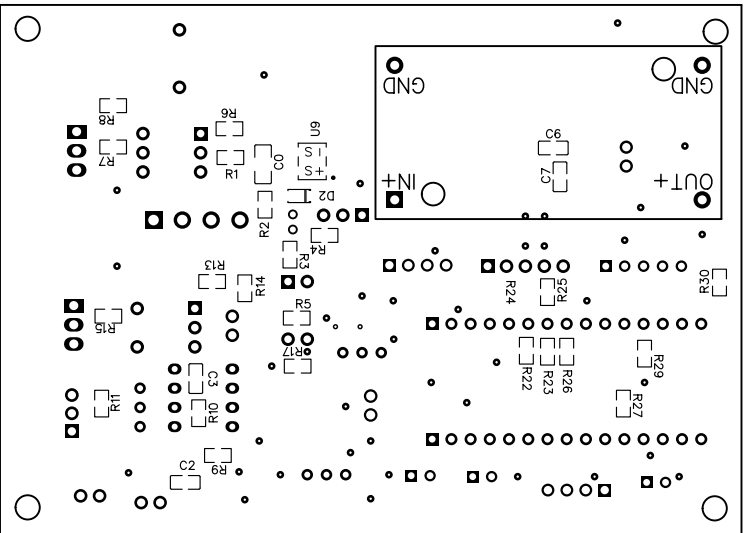 R8
R6
U9
GND
GND
C6
R7
R1
C0
S -
S +
C7
D2
IN+
OUT+
R2
R4
R3
R13
R14
R30
R24
R25
R15
R5
R17
R22
R23
R26
R29
C3
R11
R10
R27
R9
C2